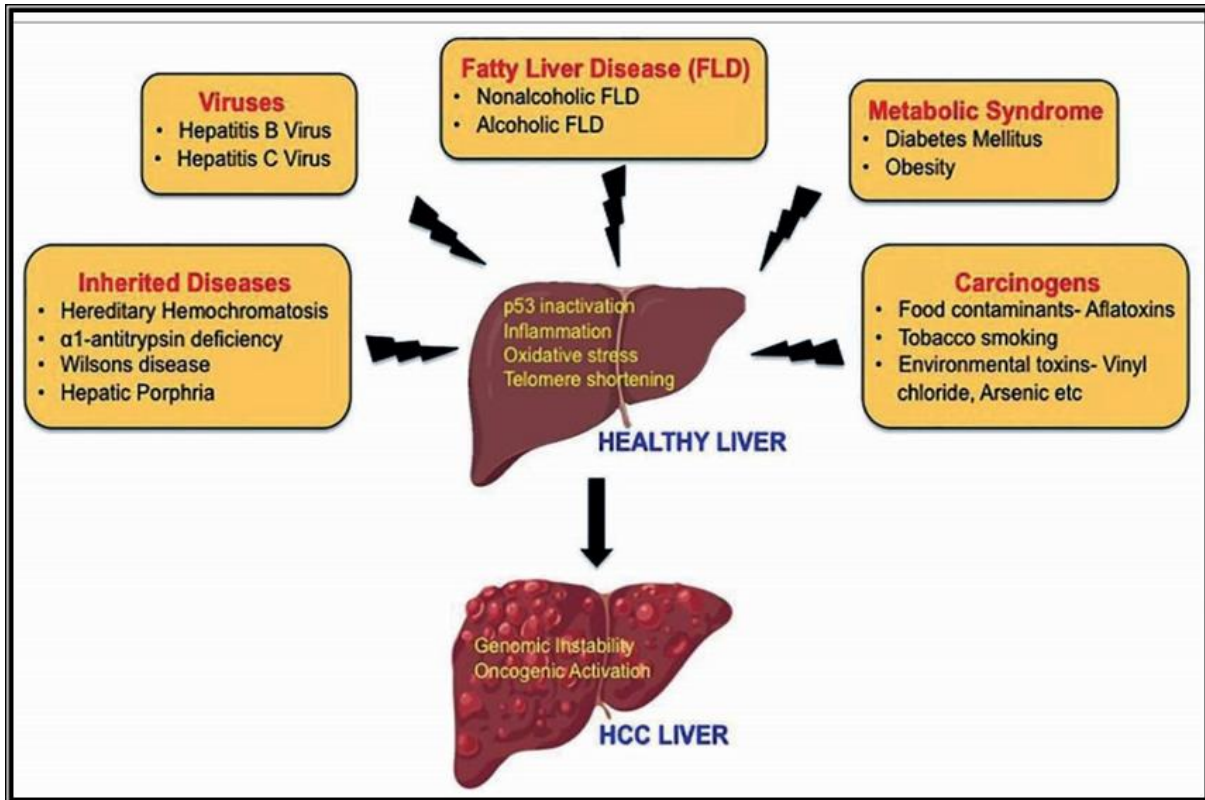 Fatty Liver Disease (FLD)
• Nonalcoholic FLD
• Alcoholic FLD
Viruses
• Hepatitis B Virus
• Hepatitis C Virus
Metabolic Syndrome
• Diabetes Mellitus
• Obesity
Inherited Diseases
• Hereditary Hemochromatosis
• α1-antitrypsin deficiency
• Wilsons disease
• Hepatic Porphria
Carcinogens
• Food contaminants- Aflatoxins
• Tobacco smoking
• Environmental toxins- Vinyl
chloride, Arsenic etc
p53 inactivation
Inflammation
Oxidative stress
Telomere shortening
HEALTHY LIVER
Genomic Instability
Oncogenic Activation
HCC LIVER